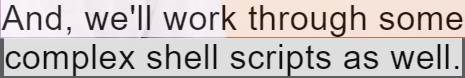 And, we'll work through some
complex shell scripts as well.